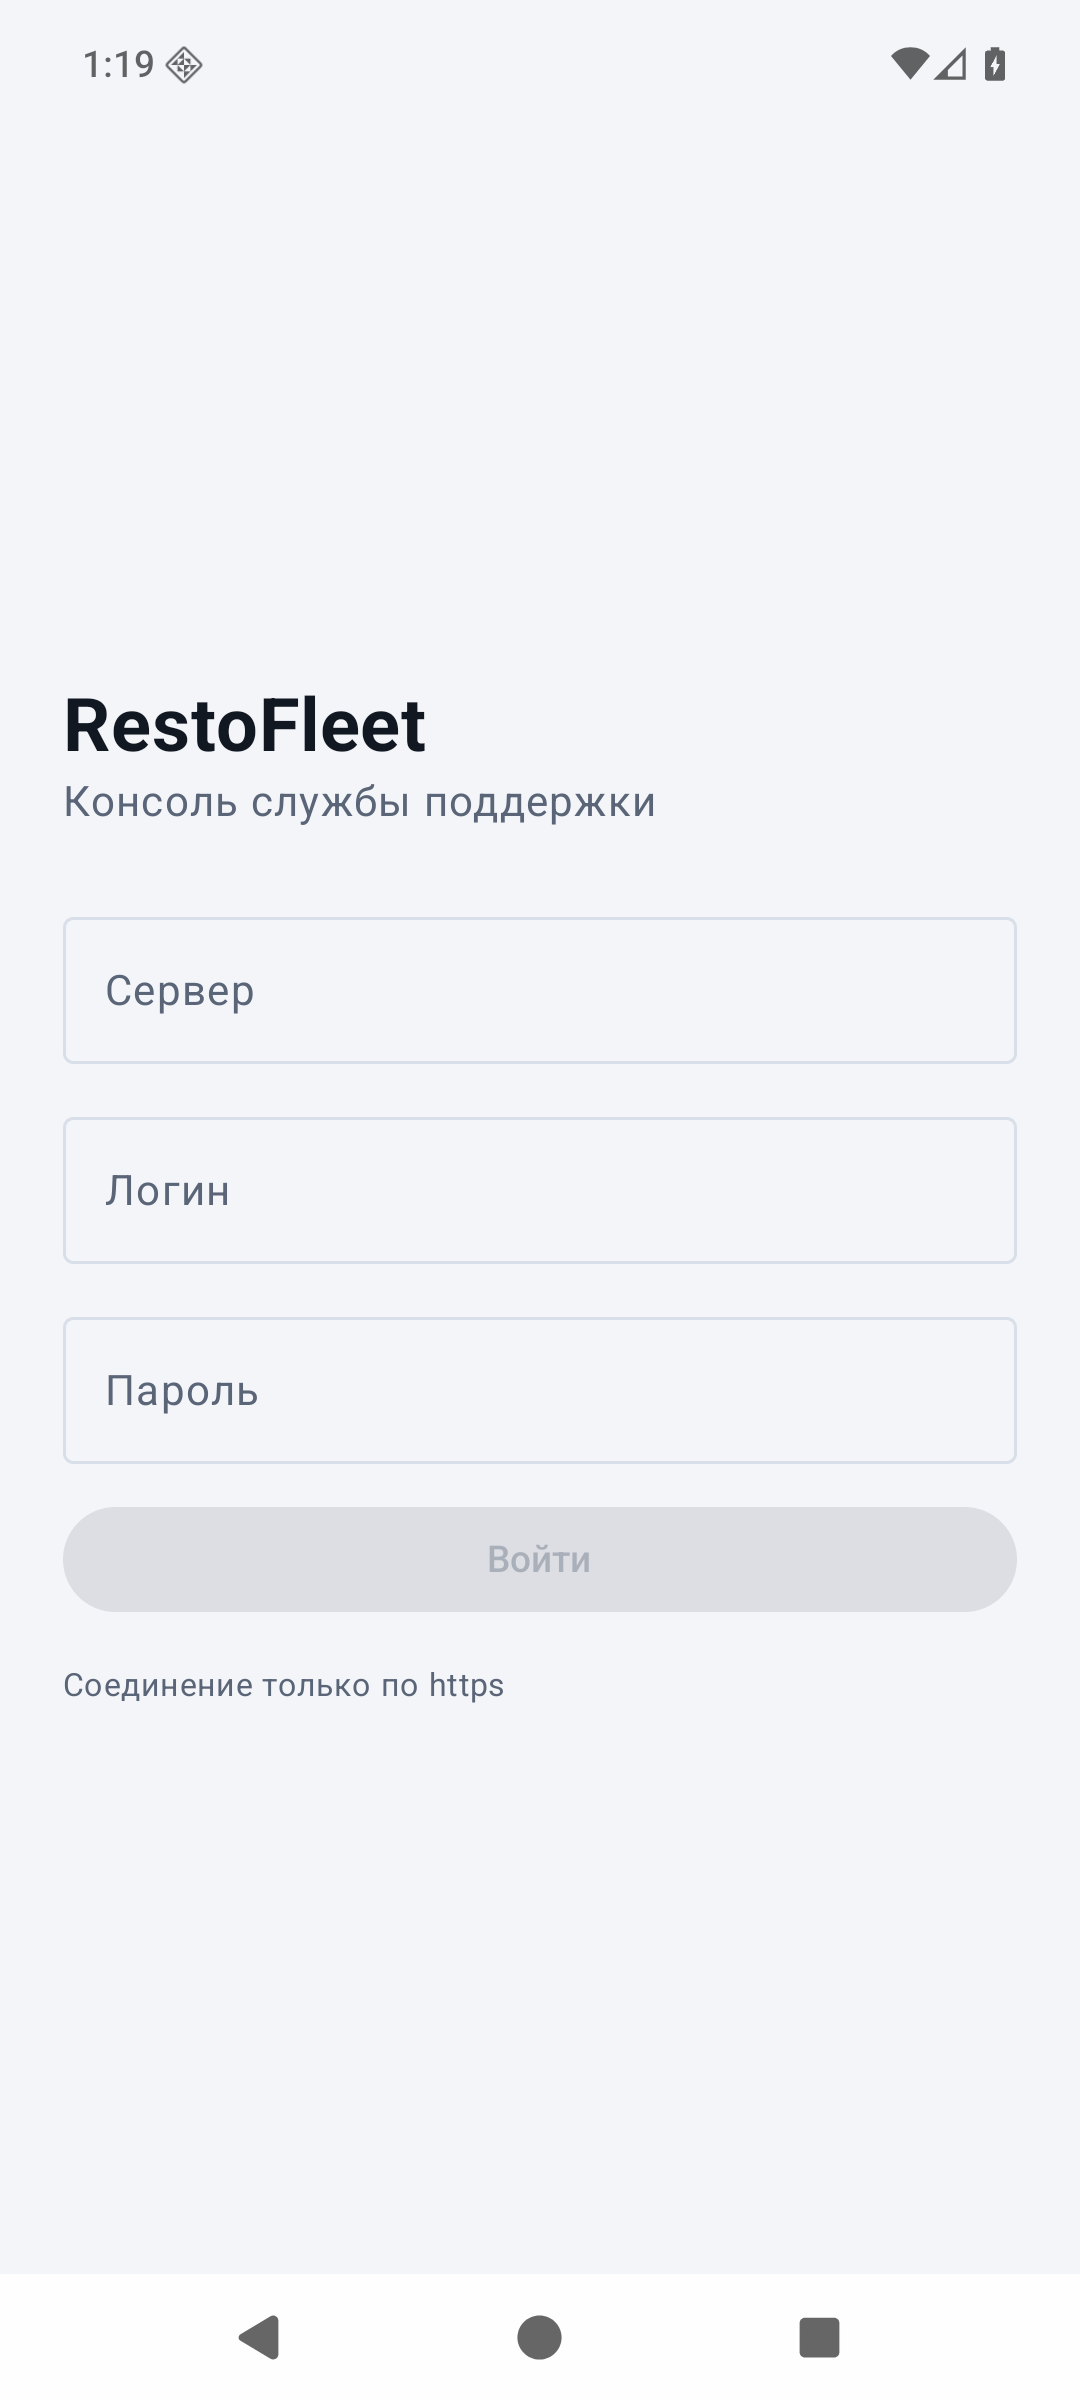 1:19
RestoFleet
Консоль службы поддержки
Сервер
Логин
Пароль
Войти
Соединение только по https